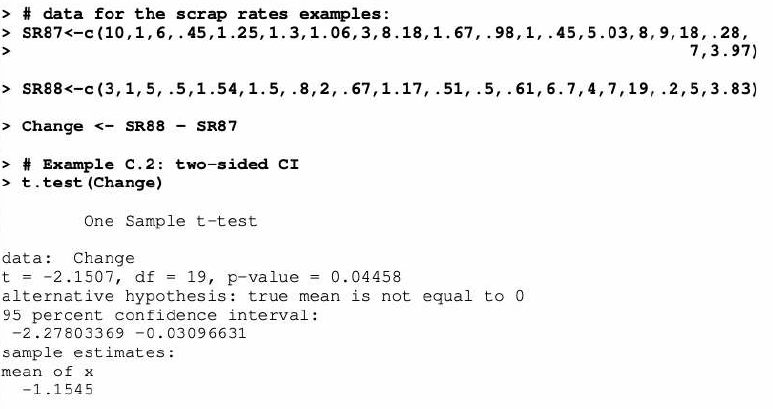 > # data for the scrap rates examples:
> SR87<-c(10,1,6,.45,1.25,1.3,1.06,3,8.18,1.67,.98,1,.45,5.03,8,9,18,.28,
> 7,3.97)
> SR88<-c(3,1,5,.5,1.54,1.5,.8,2,.67,1.17,.51,.5,.61,6.7,4,7,19,.2,5,3.83)
> Change <- SR88 - SR87
> # Example C.2: two-sided CI
> t.test(Change)
One Sample t-test
data: Change
t = -2.1507, df = 19, p-value = 0.04458
alternative hypothesis: true mean is not equal to 0
95 percent confidence interval:
-2.27803369 -0.03096631
sample estimates:
mean of x
-1.1545